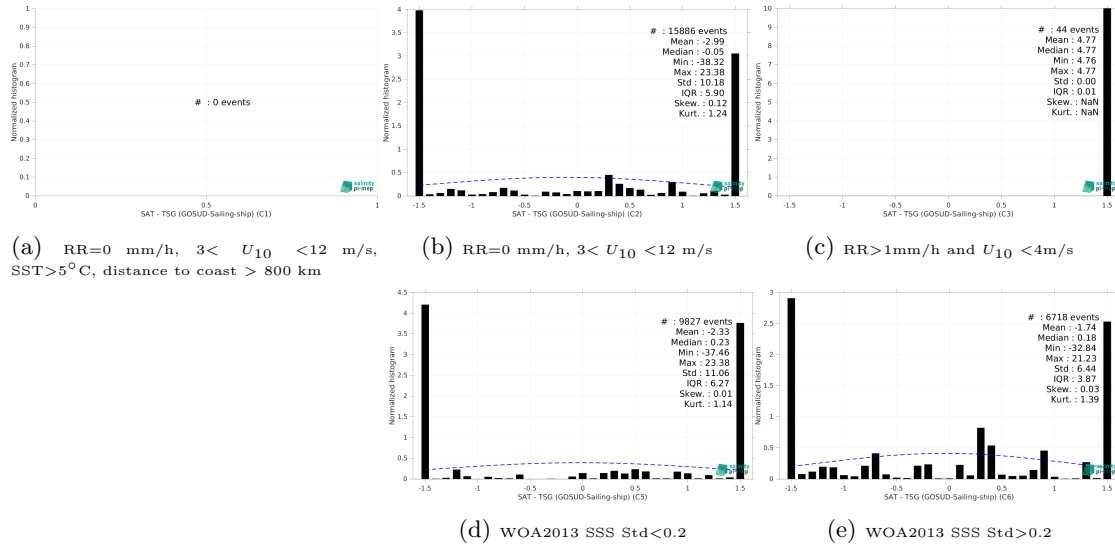 1
0.9
0.8
0.7
0.6
0.5
0.4
0.3
0.2
0.1
0
Normalized histogram
# : 0 events
salinity
pi-mep
0 0.5 1
SAT - TSG (GOSUD-Sailing-ship) (C1)
(a) RR=0 mm/h, 3< U10 <12 m/s,
SST>5°C, distance to coast > 800 km
4
3.5
3
2.5
2
1.5
1
0.5
0
Normalized histogram
# : 15886 events
Mean : -2.99
Median : -0.05
Min : -38.32
Max : 23.38
Std : 10.18
IQR : 5.90
Skew. : 0.12
Kurt. : 1.24
salinity
pi-mep
-1.5 -1 -0.5 0 0.5 1 1.5
SAT - TSG (GOSUD-Sailing-ship) (C2)
(b) RR=0 mm/h, 3< U10 <12 m/s
10
9
8
7
6
5
4
3
2
1
0
Normalized histogram
# : 44 events
Mean : 4.77
Median : 4.77
Min : 4.76
Max : 4.77
Std : 0.00
IQR : 0.01
Skew. : NaN
Kurt. : NaN
salinity
pi-mep
-1.5 -1 -0.5 0 0.5 1 1.5
SAT - TSG (GOSUD-Sailing-ship) (C3)
(c) RR>1mm/h and U10 <4m/s
4.5
4
3.5
3
2.5
2
1.5
1
0.5
0
Normalized histogram
# : 9827 events
Mean : -2.33
Median : 0.23
Min : -37.46
Max : 23.38
Std : 11.06
IQR : 6.27
Skew. : 0.01
Kurt. : 1.14
salinity
pi-mep
-1.5 -1 -0.5 0 0.5 1 1.5
SAT - TSG (GOSUD-Sailing-ship) (C5)
(d) WOA2013 SSS Std<0.2
3
2.5
2
1.5
1
0.5
0
Normalized histogram
# : 6718 events
Mean : -1.74
Median : 0.18
Min : -32.84
Max : 21.23
Std : 6.44
IQR : 3.87
Skew. : 0.03
Kurt. : 1.39
salinity
pi-mep
-1.5 -1 -0.5 0 0.5 1 1.5
SAT - TSG (GOSUD-Sailing-ship) (C6)
(e) WOA2013 SSS Std>0.2